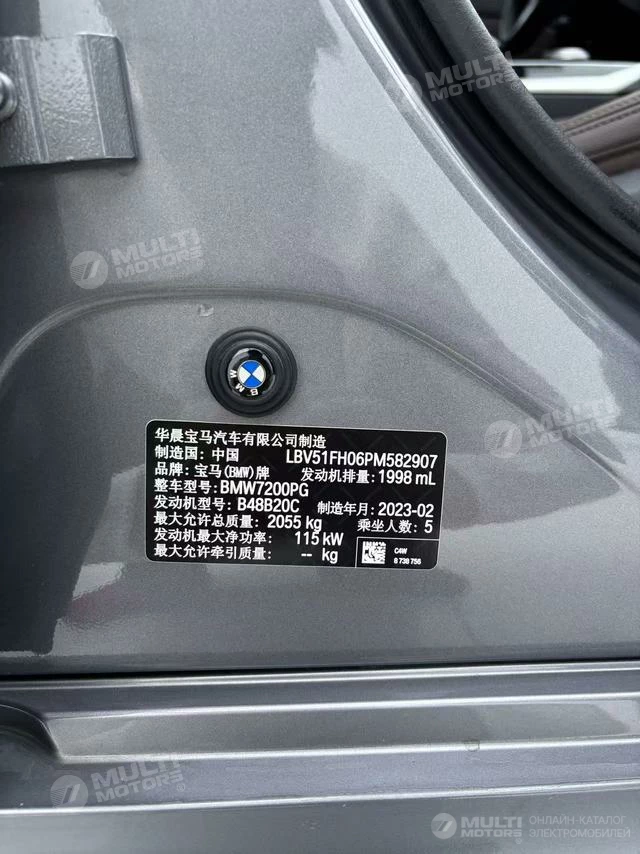 MULTI
MOTORS
MULTI
MOTORS
BMW
华晨宝马汽车有限公司制造
制造国: 中国 LBV51FH06PM582907
品牌: 宝马(BMW)牌 发动机排量: 1998 mL
整车型号: BMW7200PG
发动机型号: B48B20C 制造年月: 2023-02
最大允许总质量: 2055 kg 乘坐人数: 5
发动机最大净功率: 115 kW
最大允许牵引质量: -- kg
C4W
8 738 756
MULTI
MOTORS
MULTI
MOTORS
MULTI
MOTORS
ОНЛАЙН-КАТАЛОГ
ЭЛЕКТРОМОБИЛЕЙ